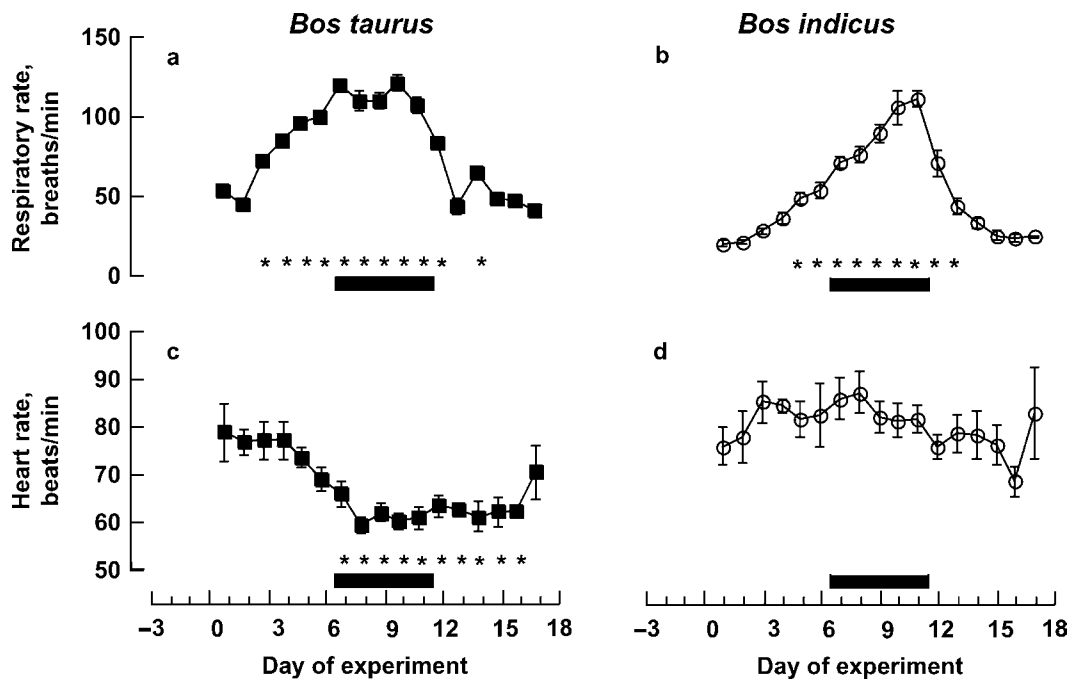 Bos taurus
Bos indicus
Respiratory rate,
breaths/min
150
100
50
0
a
* * * * * * * * * * *
b
* * * * * * * * *
Heart rate,
beats/min
100
90
80
70
60
50
c
* * * * * * * * * *
d
−3 0 3 6 9 12 15 18
−3 0 3 6 9 12 15 18
Day of experiment
Day of experiment